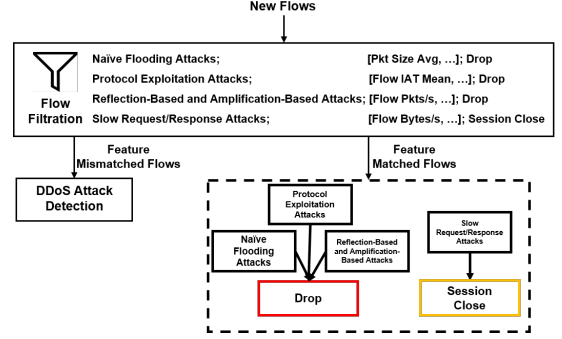 New Flows
Naïve Flooding Attacks; [Pkt Size Avg, ...]; Drop
Protocol Exploitation Attacks; [Flow IAT Mean, ...]; Drop
Reflection-Based and Amplification-Based Attacks; [Flow Pkts/s, ...]; Drop
Slow Request/Response Attacks; [Flow Bytes/s, ...]; Session Close
Flow
Filtration
Feature
Mismatched Flows
Feature
Matched Flows
DDoS Attack
Detection
Protocol
Exploitation
Attacks
Naïve
Flooding
Attacks
Reflection-Based
and Amplification-
Based Attacks
Slow
Request/Response
Attacks
Drop
Session
Close